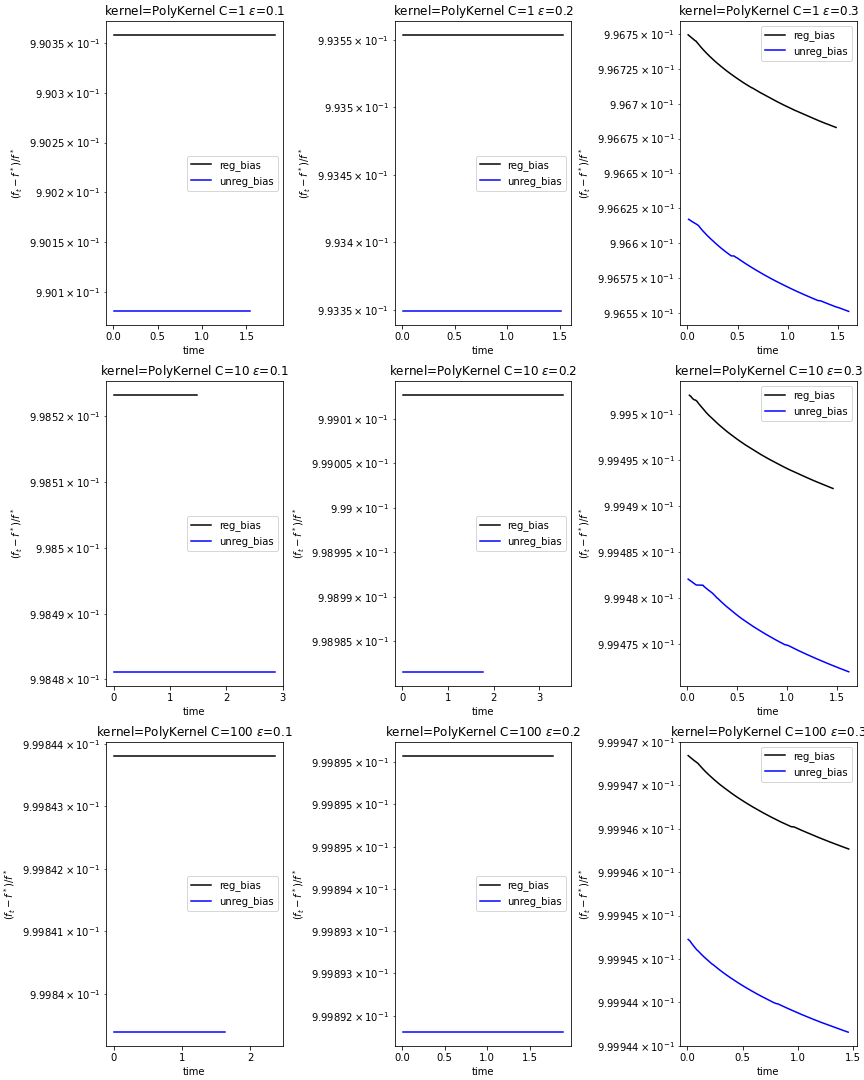 kernel=PolyKernel C=1 ε=0.1
9.9035 × 10⁻¹
9.903 × 10⁻¹
9.9025 × 10⁻¹
9.902 × 10⁻¹
9.9015 × 10⁻¹
9.901 × 10⁻¹
(f_t − f*)/f*
reg_bias
unreg_bias
0.0 0.5 1.0 1.5
time
kernel=PolyKernel C=1 ε=0.2
9.9355 × 10⁻¹
9.935 × 10⁻¹
9.9345 × 10⁻¹
9.934 × 10⁻¹
9.9335 × 10⁻¹
(f_t − f*)/f*
reg_bias
unreg_bias
0.0 0.5 1.0 1.5
time
kernel=PolyKernel C=1 ε=0.3
9.9675 × 10⁻¹
9.96725 × 10⁻¹
9.967 × 10⁻¹
9.96675 × 10⁻¹
9.9665 × 10⁻¹
9.96625 × 10⁻¹
9.966 × 10⁻¹
9.96575 × 10⁻¹
9.9655 × 10⁻¹
(f_t − f*)/f*
reg_bias
unreg_bias
0.0 0.5 1.0 1.5
time
kernel=PolyKernel C=10 ε=0.1
9.9852 × 10⁻¹
9.9851 × 10⁻¹
9.985 × 10⁻¹
9.9849 × 10⁻¹
9.9848 × 10⁻¹
(f_t − f*)/f*
reg_bias
unreg_bias
0 1 2 3
time
kernel=PolyKernel C=10 ε=0.2
9.9901 × 10⁻¹
9.99005 × 10⁻¹
9.99 × 10⁻¹
9.98995 × 10⁻¹
9.9899 × 10⁻¹
9.98985 × 10⁻¹
(f_t − f*)/f*
reg_bias
unreg_bias
0 1 2 3
time
kernel=PolyKernel C=10 ε=0.3
9.995 × 10⁻¹
9.99495 × 10⁻¹
9.9949 × 10⁻¹
9.99485 × 10⁻¹
9.9948 × 10⁻¹
9.99475 × 10⁻¹
(f_t − f*)/f*
reg_bias
unreg_bias
0.0 0.5 1.0 1.5
time
kernel=PolyKernel C=100 ε=0.1
9.99844 × 10⁻¹
9.99843 × 10⁻¹
9.99842 × 10⁻¹
9.99841 × 10⁻¹
9.9984 × 10⁻¹
(f_t − f*)/f*
reg_bias
unreg_bias
0 1 2
time
kernel=PolyKernel C=100 ε=0.2
9.99895 × 10⁻¹
9.99895 × 10⁻¹
9.99895 × 10⁻¹
9.99894 × 10⁻¹
9.99893 × 10⁻¹
9.99893 × 10⁻¹
9.99892 × 10⁻¹
(f_t − f*)/f*
reg_bias
unreg_bias
0.0 0.5 1.0 1.5
time
kernel=PolyKernel C=100 ε=0.3
9.99947 × 10⁻¹
9.99947 × 10⁻¹
9.99946 × 10⁻¹
9.99946 × 10⁻¹
9.99945 × 10⁻¹
9.99945 × 10⁻¹
9.99944 × 10⁻¹
9.99944 × 10⁻¹
(f_t − f*)/f*
reg_bias
unreg_bias
0.0 0.5 1.0 1.5
time